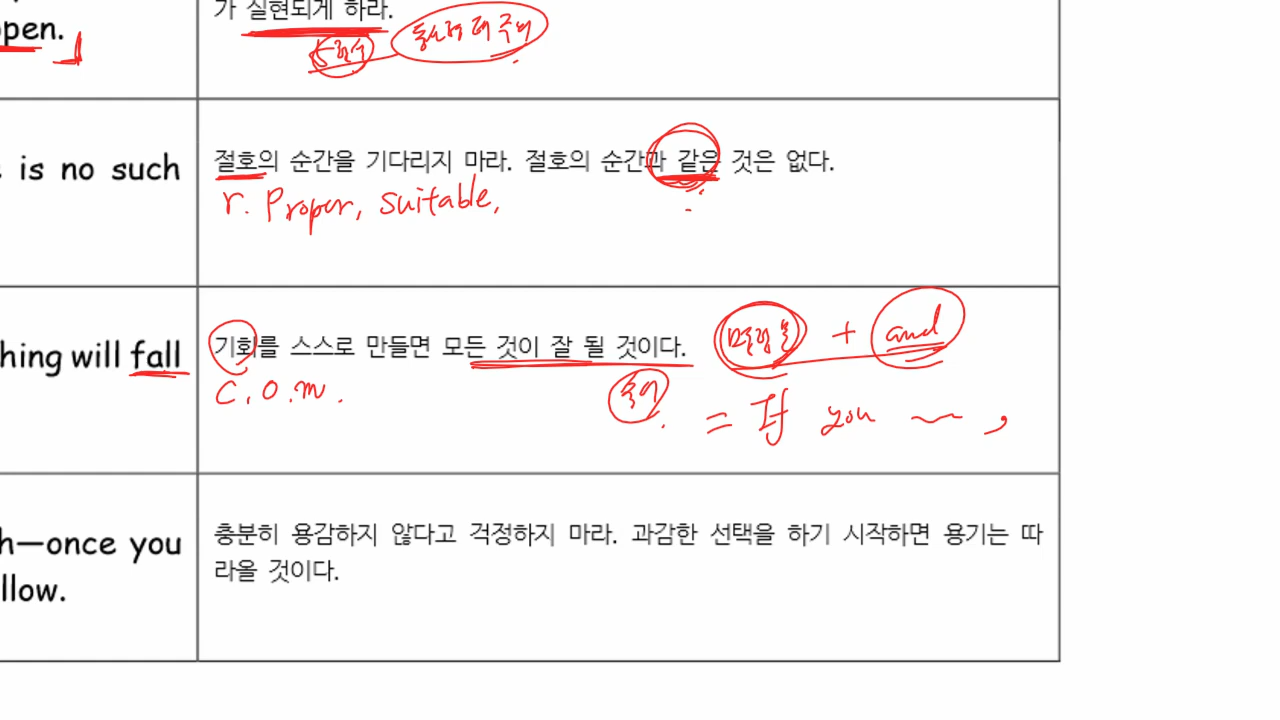 가 실현되게 하라.
open.
is no such
절호의 순간을 기다리지 마라. 절호의 순간과 같은 것은 없다.
r. Proper, suitable,
명령문 + and
hing will fall
기회를 스스로 만들면 모든 것이 잘 될 것이다.
C.O.M.
숙어
= If you ~ ,
h—once you
충분히 용감하지 않다고 걱정하지 마라. 과감한 선택을 하기 시작하면 용기는 따
llow.
라올 것이다.